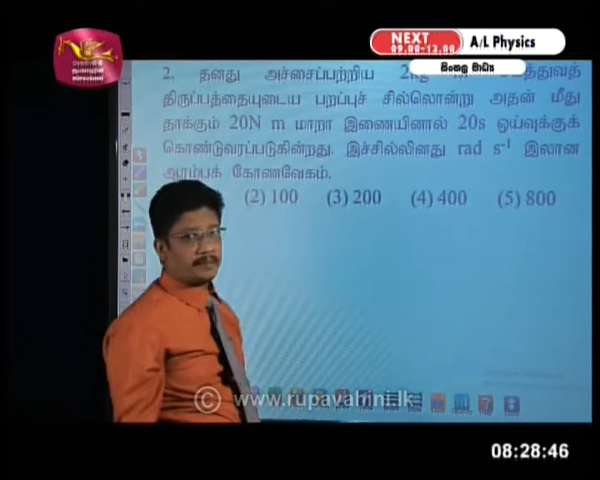 NEXT
09.00-12.00
A/L Physics
සිංහල මාධ්‍ය
2. தனது அச்சைப்பற்றிய
திருப்பத்தையுடைய பறப்புச் சில்லொன்று அதன் மீது
தாக்கும் 20N m மாறா இணையினால் 20s ஓய்வுக்குக்
கொண்டுவரப்படுகின்றது. இச்சில்லினது rad s⁻¹ இலான
ஆரம்பக் கோணவேகம்.
(2) 100 (3) 200 (4) 400 (5) 800
© www.rupavahini.lk
08:28:46